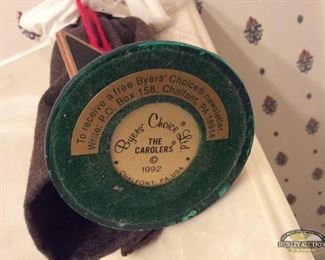 To receive a free Byers' Choice® newsletter
Write: P.O. Box 158, Chalfont, PA 18914
Byers' Choice Ltd.
THE
CAROLERS®
©
1992
CHALFONT, PA USA